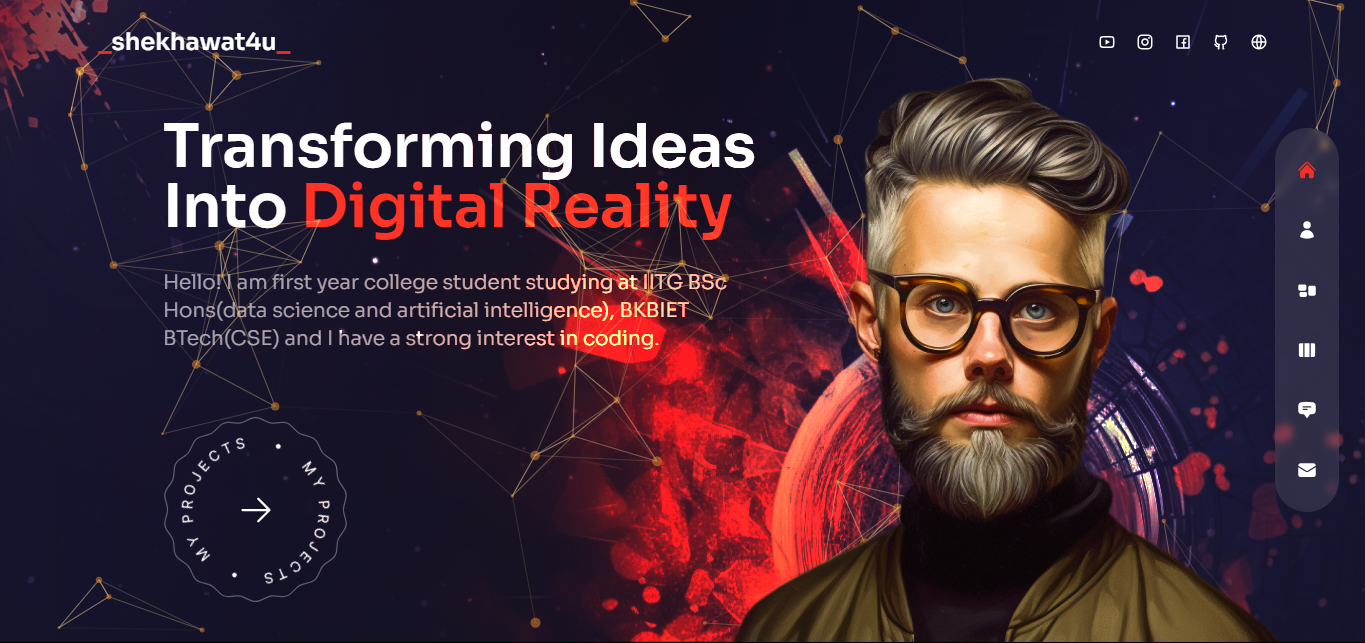 _shekhawat4u_
Transforming Ideas
Into Digital Reality
Hello! I am first year college student studying at IITG BSc
Hons(data science and artificial intelligence), BKBIET
BTech(CSE) and I have a strong interest in coding.
MY PROJECTS • MY PROJECTS •